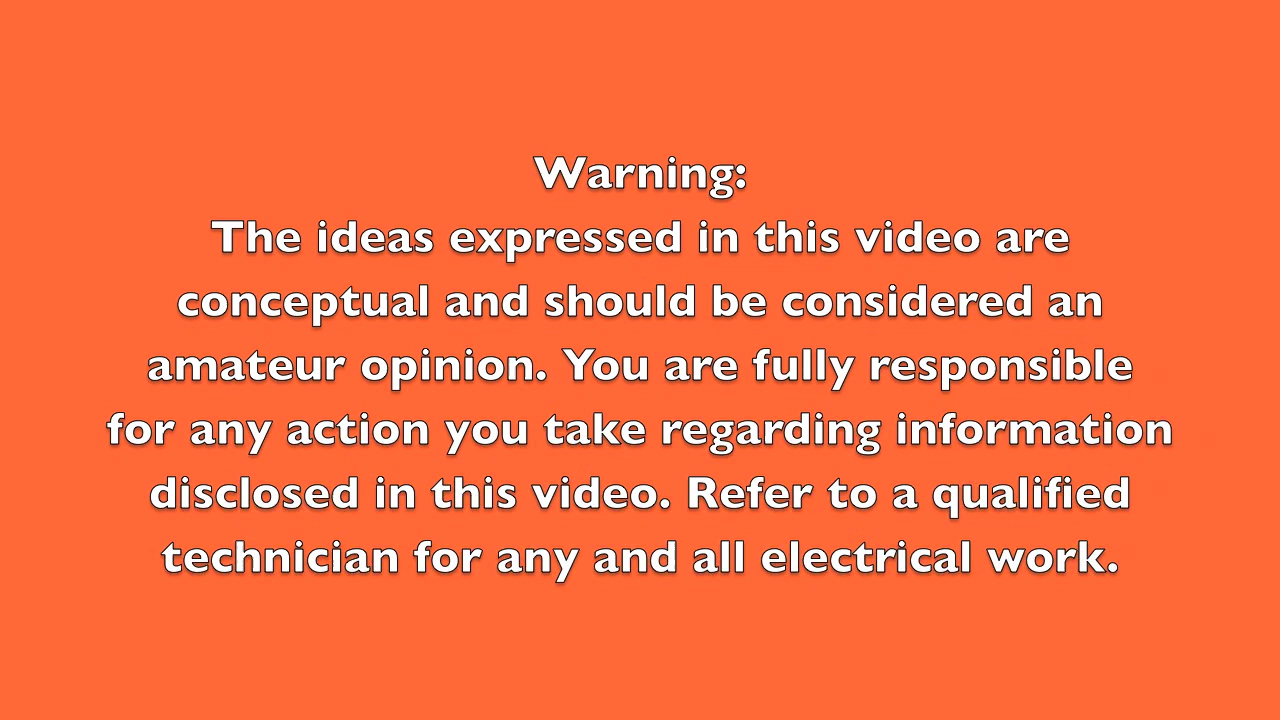 Warning:
The ideas expressed in this video are
conceptual and should be considered an
amateur opinion. You are fully responsible
for any action you take regarding information
disclosed in this video. Refer to a qualified
technician for any and all electrical work.